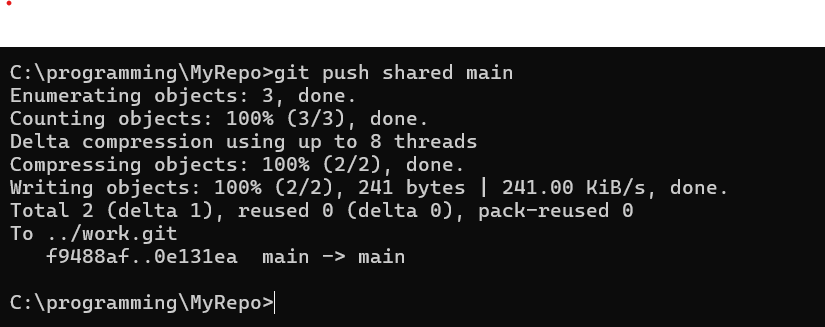 C:\programming\MyRepo>git push shared main
Enumerating objects: 3, done.
Counting objects: 100% (3/3), done.
Delta compression using up to 8 threads
Compressing objects: 100% (2/2), done.
Writing objects: 100% (2/2), 241 bytes | 241.00 KiB/s, done.
Total 2 (delta 1), reused 0 (delta 0), pack-reused 0
To ../work.git
   f9488af..0e131ea  main -> main
C:\programming\MyRepo>